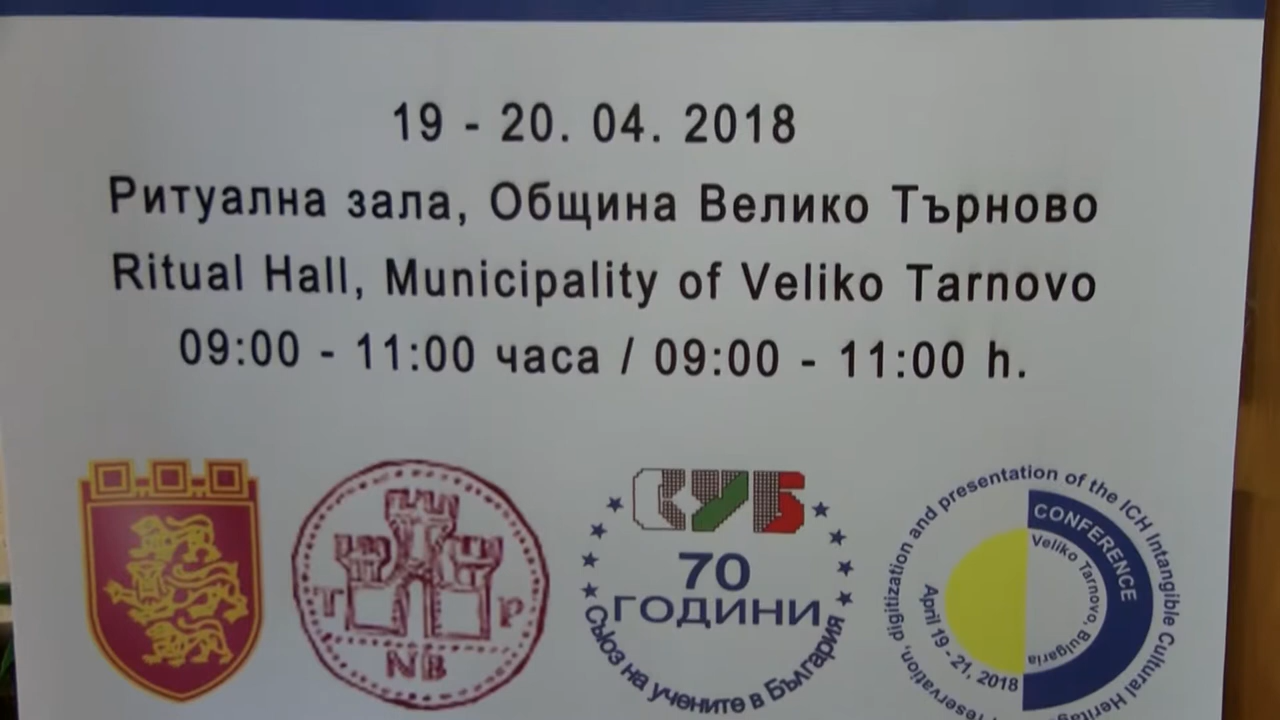 19 - 20. 04. 2018
Ритуална зала, Община Велико Търново
Ritual Hall, Municipality of Veliko Tarnovo
09:00 - 11:00 часа / 09:00 - 11:00 h.
Т Р
NB
СУБ
70
ГОДИНИ
Съюз на учените в България
digitization and presentation of the ICH Intangible Cultural
CONFERENCE
Veliko Tarnovo, Bulgaria
April 19 - 21, 2018